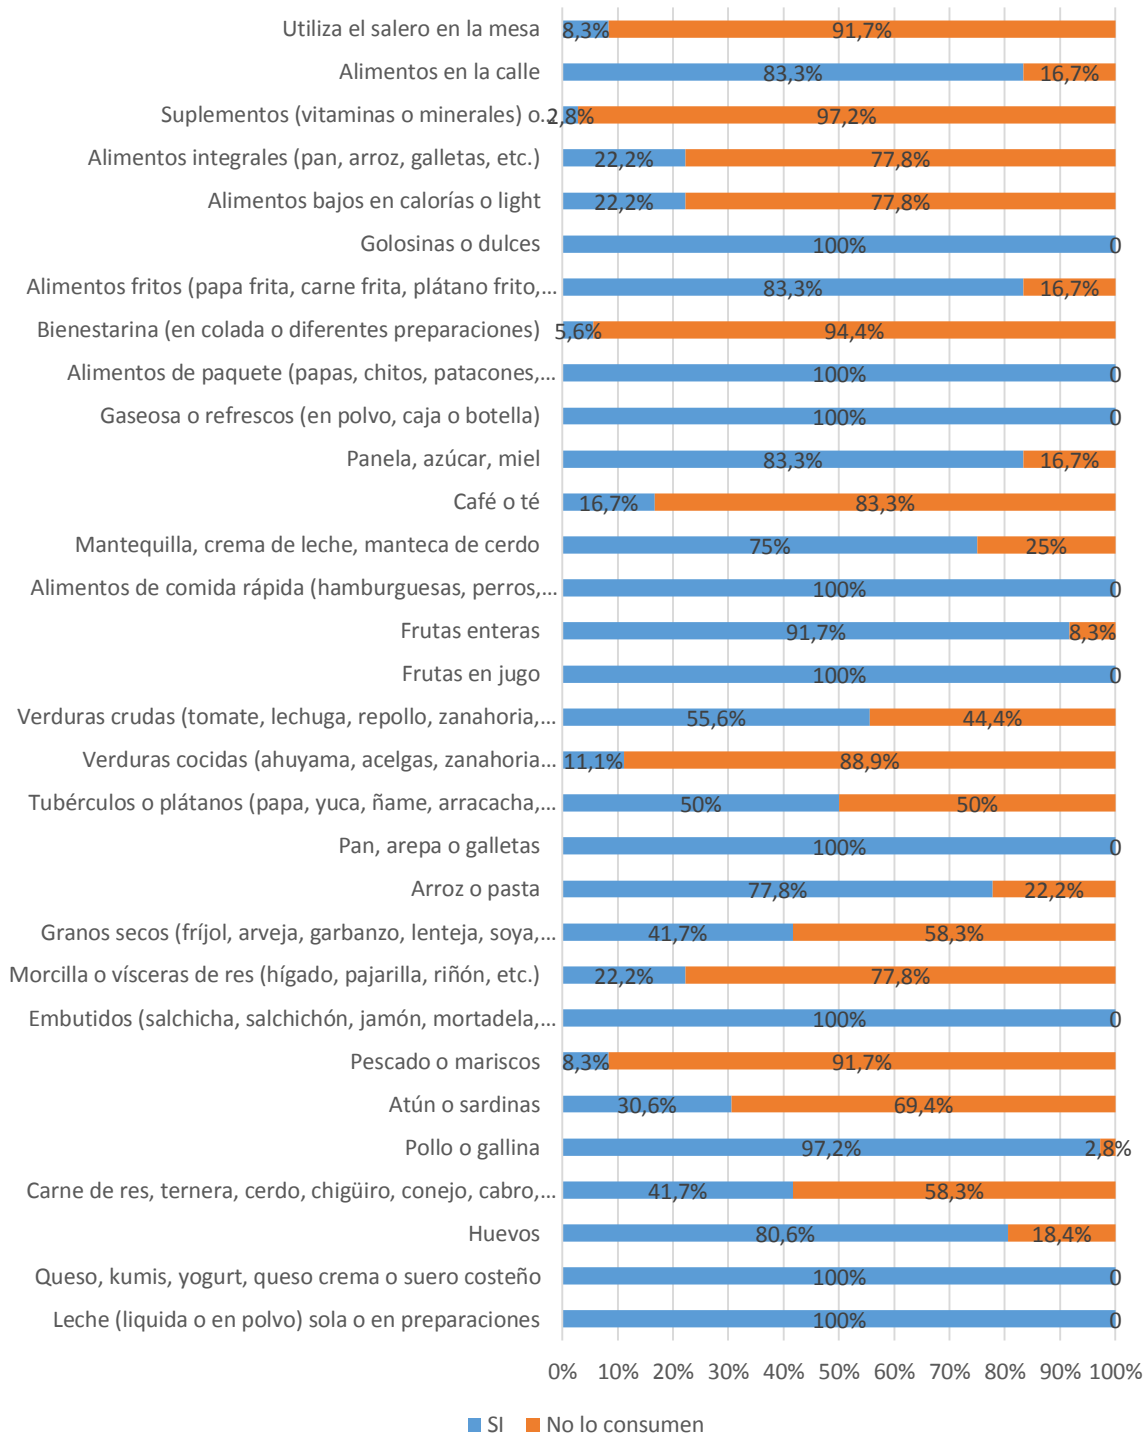 Utiliza el salero en la mesa 8,3% 91,7%
Alimentos en la calle 83,3% 16,7%
Suplementos (vitaminas o minerales) o… 2,8% 97,2%
Alimentos integrales (pan, arroz, galletas, etc.) 22,2% 77,8%
Alimentos bajos en calorías o light 22,2% 77,8%
Golosinas o dulces 100% 0
Alimentos fritos (papa frita, carne frita, plátano frito,… 83,3% 16,7%
Bienestarina (en colada o diferentes preparaciones) 5,6% 94,4%
Alimentos de paquete (papas, chitos, patacones,… 100% 0
Gaseosa o refrescos (en polvo, caja o botella) 100% 0
Panela, azúcar, miel 83,3% 16,7%
Café o té 16,7% 83,3%
Mantequilla, crema de leche, manteca de cerdo 75% 25%
Alimentos de comida rápida (hamburguesas, perros,… 100% 0
Frutas enteras 91,7% 8,3%
Frutas en jugo 100% 0
Verduras crudas (tomate, lechuga, repollo, zanahoria,… 55,6% 44,4%
Verduras cocidas (ahuyama, acelgas, zanahoria… 11,1% 88,9%
Tubérculos o plátanos (papa, yuca, ñame, arracacha,… 50% 50%
Pan, arepa o galletas 100% 0
Arroz o pasta 77,8% 22,2%
Granos secos (fríjol, arveja, garbanzo, lenteja, soya,… 41,7% 58,3%
Morcilla o vísceras de res (hígado, pajarilla, riñón, etc.) 22,2% 77,8%
Embutidos (salchicha, salchichón, jamón, mortadela,… 100% 0
Pescado o mariscos 8,3% 91,7%
Atún o sardinas 30,6% 69,4%
Pollo o gallina 97,2% 2,8%
Carne de res, ternera, cerdo, chigüiro, conejo, cabro,… 41,7% 58,3%
Huevos 80,6% 18,4%
Queso, kumis, yogurt, queso crema o suero costeño 100% 0
Leche (liquida o en polvo) sola o en preparaciones 100% 0
0% 10% 20% 30% 40% 50% 60% 70% 80% 90% 100%
SI No lo consumen